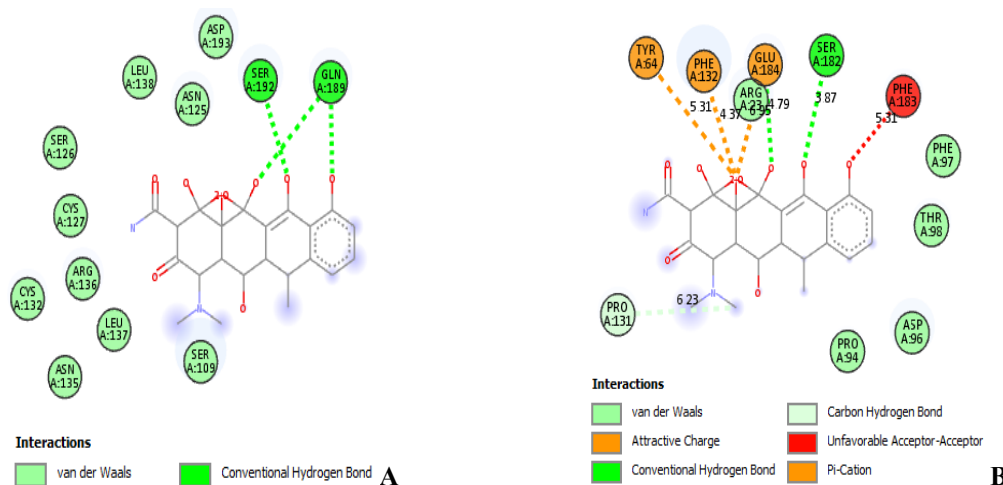 ASP
A:193
LEU
A:138
SER
A:192
GLN
A:189
ASN
A:125
SER
A:126
CYS
A:127
ARG
A:136
CYS
A:132
LEU
A:137
ASN
A:135
SER
A:109
O
O
O
O
O
O
O
N
N
Interactions
van der Waals
Conventional Hydrogen Bond
A
TYR
A:64
PHE
A:132
GLU
A:184
SER
A:182
ARG
A:23
PHE
A:183
PHE
A:97
THR
A:98
PRO
A:131
PRO
A:94
ASP
A:96
5 31
4 37
6 95
4 79
3 87
5 31
6 23
O
O
O
O
O
O
O
N
N
Interactions
van der Waals
Attractive Charge
Conventional Hydrogen Bond
Carbon Hydrogen Bond
Unfavorable Acceptor-Acceptor
Pi-Cation
B